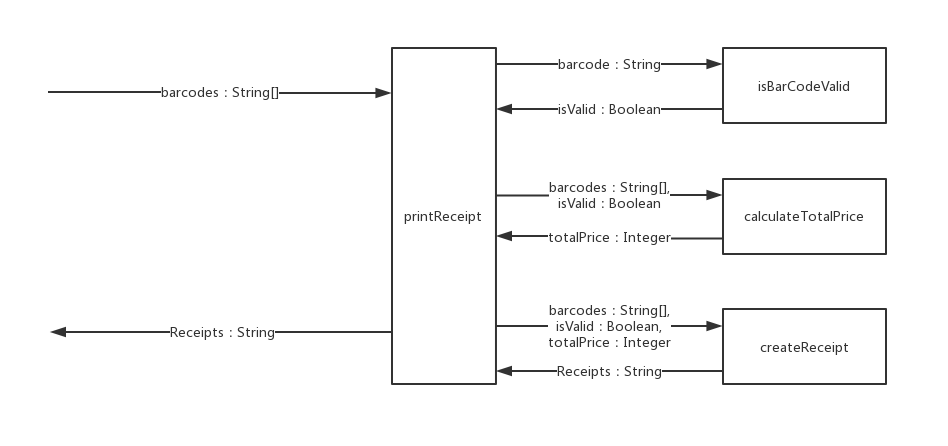 barcode : String
isBarCodeValid
barcodes : String[]
isValid : Boolean
barcodes : String[],
isValid : Boolean
printReceipt
calculateTotalPrice
totalPrice : Integer
barcodes : String[],
isValid : Boolean,
totalPrice : Integer
Receipts : String
createReceipt
Receipts : String